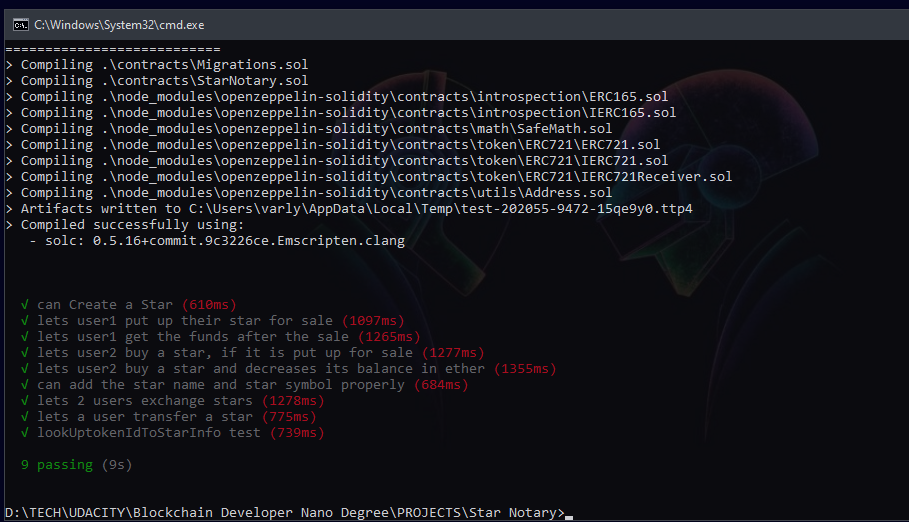 C:\Windows\System32\cmd.exe
===========================
> Compiling .\contracts\Migrations.sol
> Compiling .\contracts\StarNotary.sol
> Compiling .\node_modules\openzeppelin-solidity\contracts\introspection\ERC165.sol
> Compiling .\node_modules\openzeppelin-solidity\contracts\introspection\IERC165.sol
> Compiling .\node_modules\openzeppelin-solidity\contracts\math\SafeMath.sol
> Compiling .\node_modules\openzeppelin-solidity\contracts\token\ERC721\ERC721.sol
> Compiling .\node_modules\openzeppelin-solidity\contracts\token\ERC721\IERC721.sol
> Compiling .\node_modules\openzeppelin-solidity\contracts\token\ERC721\IERC721Receiver.sol
> Compiling .\node_modules\openzeppelin-solidity\contracts\utils\Address.sol
> Artifacts written to C:\Users\varly\AppData\Local\Temp\test-202055-9472-15qe9y0.ttp4
> Compiled successfully using:
- solc: 0.5.16+commit.9c3226ce.Emscripten.clang
√ can Create a Star (610ms)
√ lets user1 put up their star for sale (1097ms)
√ lets user1 get the funds after the sale (1265ms)
√ lets user2 buy a star, if it is put up for sale (1277ms)
√ lets user2 buy a star and decreases its balance in ether (1355ms)
√ can add the star name and star symbol properly (684ms)
√ lets 2 users exchange stars (1278ms)
√ lets a user transfer a star (775ms)
√ lookUptokenIdToStarInfo test (739ms)
9 passing (9s)
D:\TECH\UDACITY\Blockchain Developer Nano Degree\PROJECTS\Star Notary>